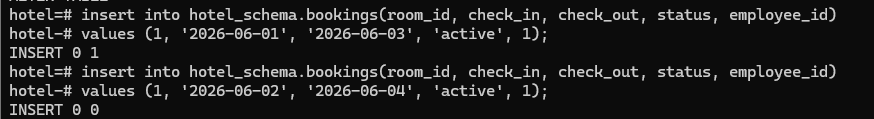 hotel=# insert into hotel_schema.bookings(room_id, check_in, check_out, status, employee_id)
hotel-# values (1, '2026-06-01', '2026-06-03', 'active', 1);
INSERT 0 1
hotel=# insert into hotel_schema.bookings(room_id, check_in, check_out, status, employee_id)
hotel-# values (1, '2026-06-02', '2026-06-04', 'active', 1);
INSERT 0 0